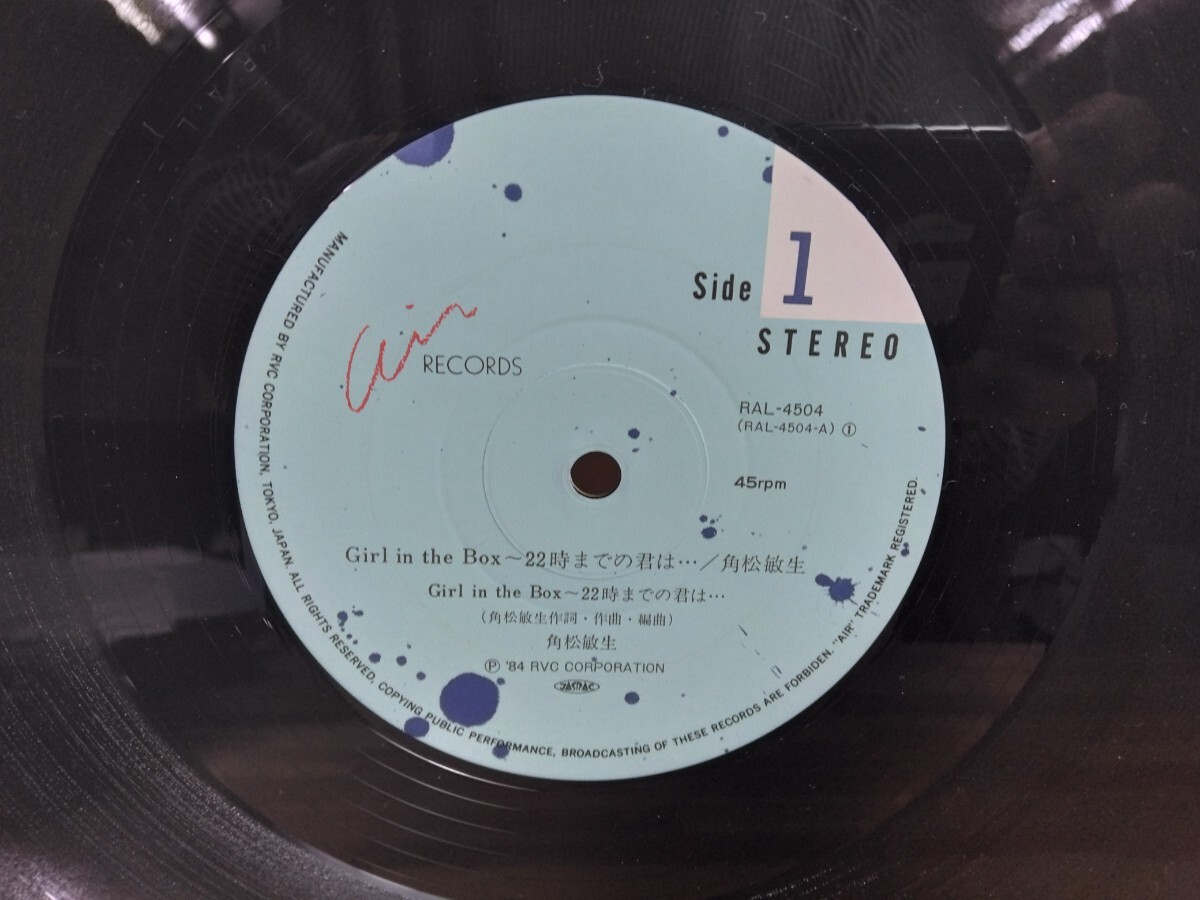 Side 1
STEREO
Air RECORDS
RAL-4504
(RAL-4504-A) ①
45rpm
Girl in the Box~22時までの君は…/角松敏生
Girl in the Box~22時までの君は…
(角松敏生作詞・作曲・編曲)
角松敏生
Ⓟ '84 RVC CORPORATION
JASRAC
MANUFACTURED BY RVC CORPORATION, TOKYO, JAPAN. ALL RIGHTS RESERVED, COPYING PUBLIC PERFORMANCE, BROADCASTING OF THESE RECORDS ARE FORBIDEN. "AIR" TRADEMARK REGISTERED.